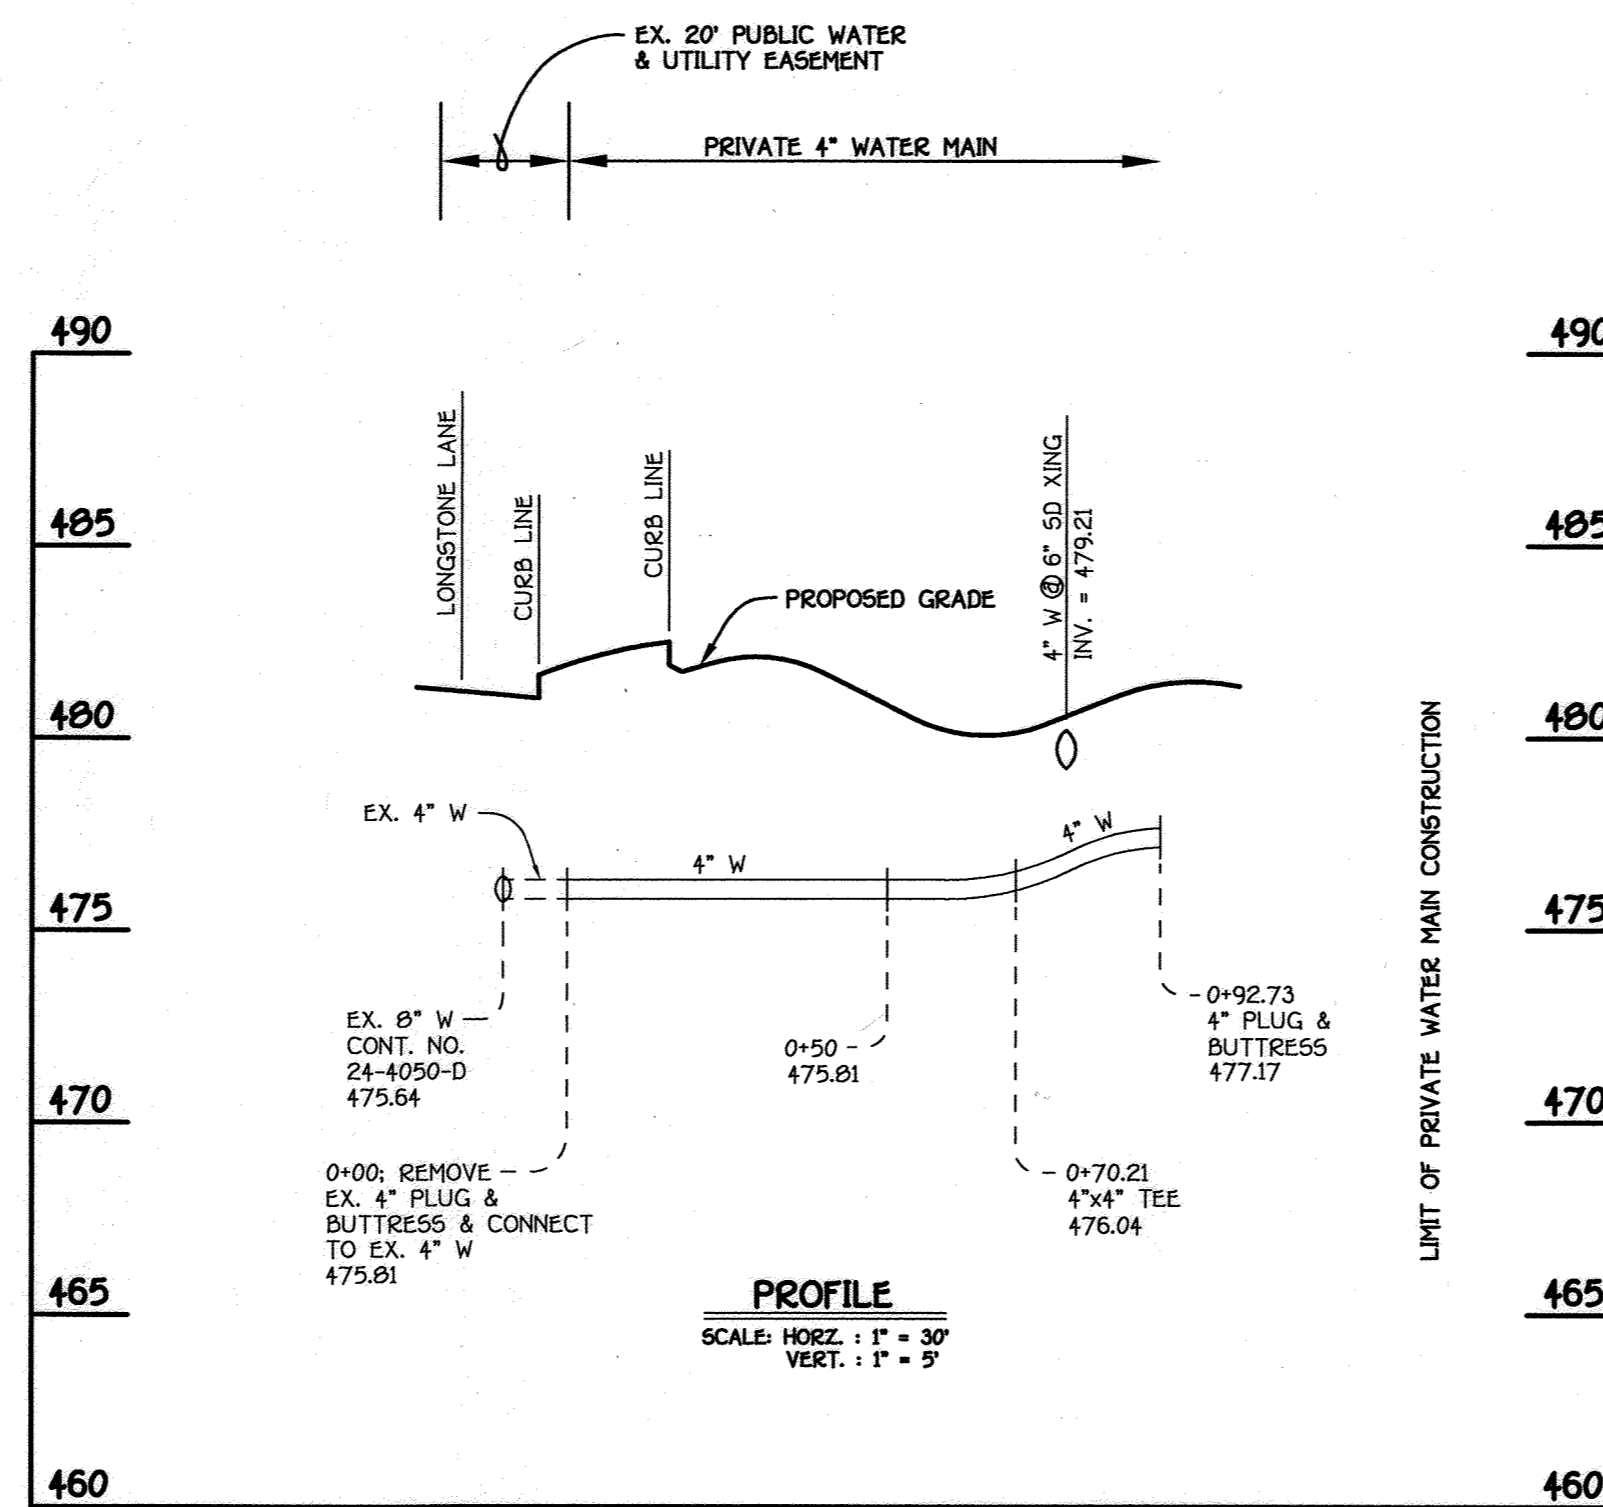 EX. 20' PUBLIC WATER
& UTILITY EASEMENT
PRIVATE 4" WATER MAIN
490
490
LONGSTONE LANE
CURB LINE
CURB LINE
4" W @ 6" SD XING
INV. = 479.21
485
485
PROPOSED GRADE
480
480
LIMIT OF PRIVATE WATER MAIN CONSTRUCTION
EX. 4" W
4" W
4" W
475
475
EX. 8" W
CONT. NO.
24-4050-D
475.64
0+50
475.81
0+92.73
4" PLUG &
BUTTRESS
477.17
470
470
0+00; REMOVE
EX. 4" PLUG &
BUTTRESS & CONNECT
TO EX. 4" W
475.81
0+70.21
4"x4" TEE
476.04
465
465
PROFILE
SCALE: HORZ. : 1" = 30'
VERT. : 1" = 5'
460
460